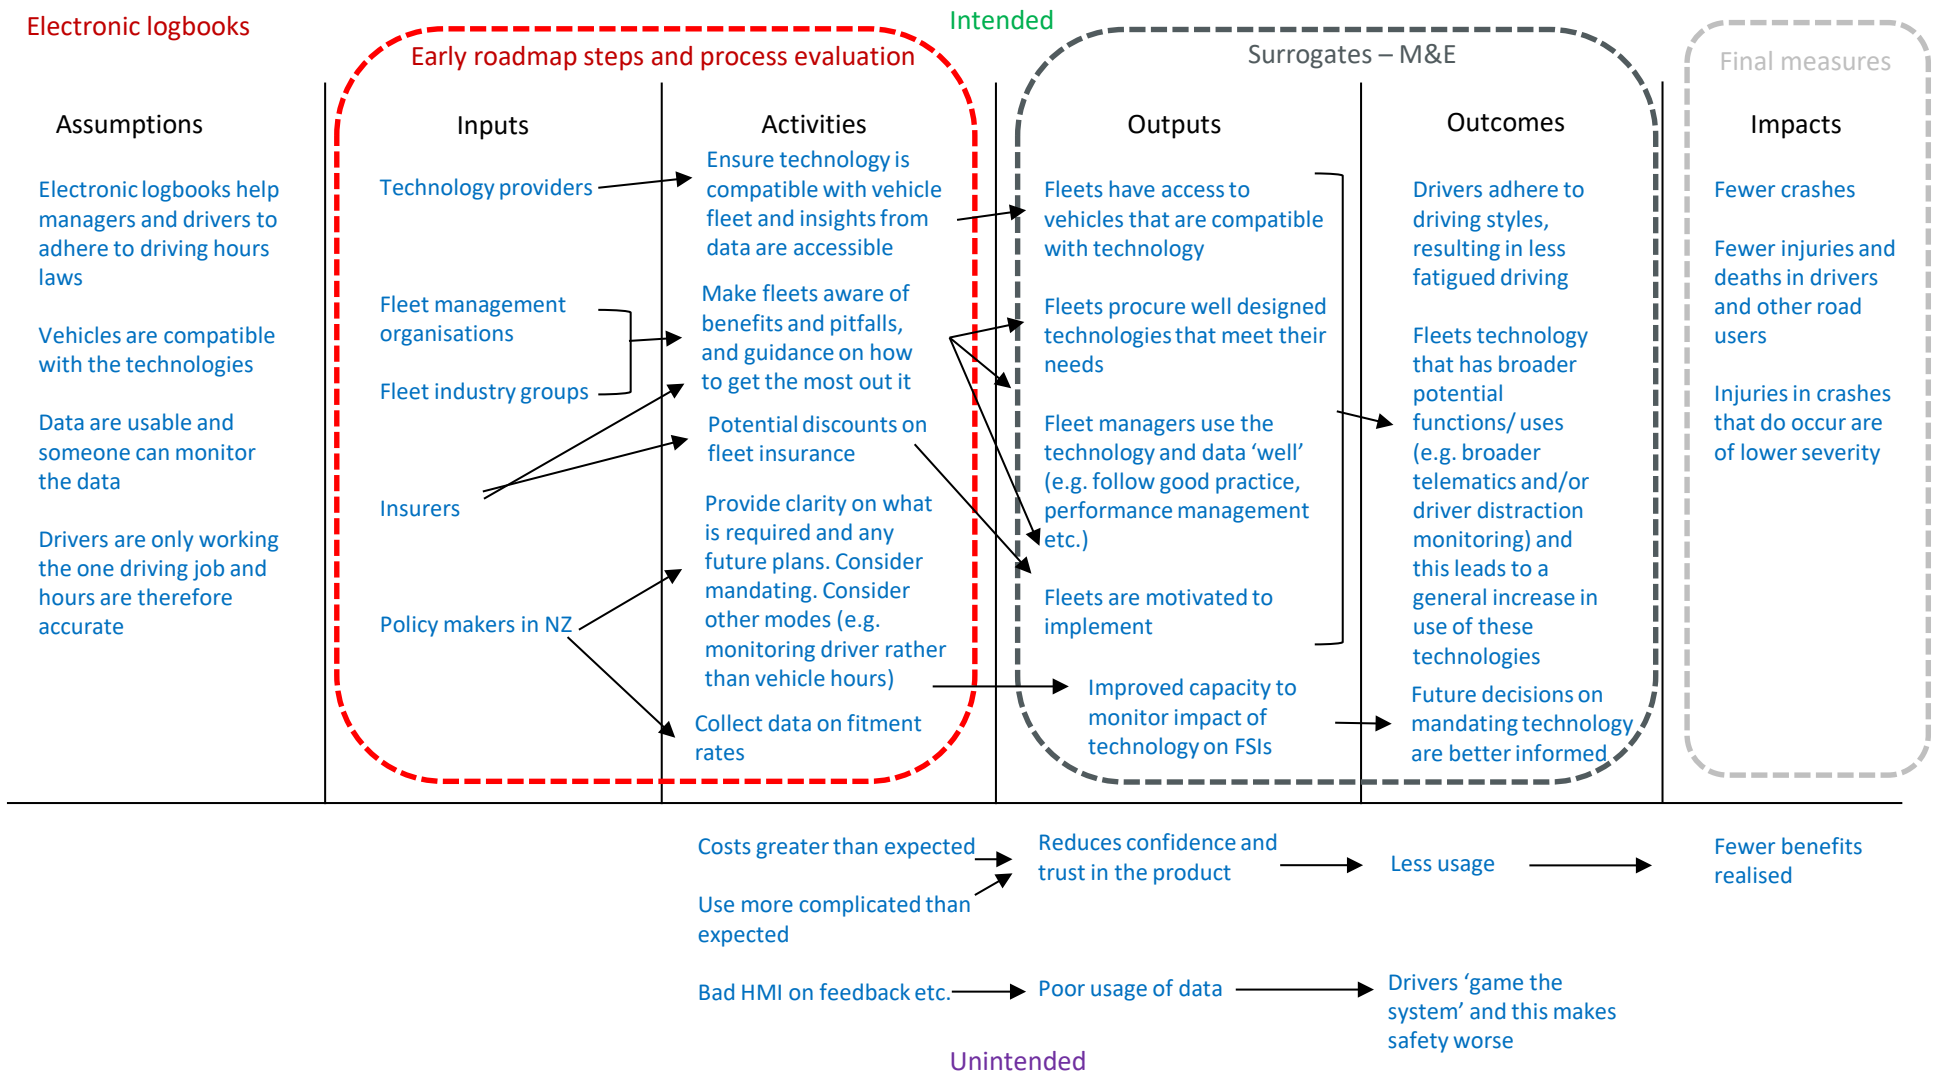 Electronic logbooks
Intended
Early roadmap steps and process evaluation
Surrogates – M&E
Final measures
Assumptions
Inputs
Activities
Outputs
Outcomes
Impacts
Electronic logbooks help
managers and drivers to
adhere to driving hours
laws
Vehicles are compatible
with the technologies
Data are usable and
someone can monitor
the data
Drivers are only working
the one driving job and
hours are therefore
accurate
Technology providers
Fleet management
organisations
Fleet industry groups
Insurers
Policy makers in NZ
Ensure technology is
compatible with vehicle
fleet and insights from
data are accessible
Make fleets aware of
benefits and pitfalls,
and guidance on how
to get the most out it
Potential discounts on
fleet insurance
Provide clarity on what
is required and any
future plans. Consider
mandating. Consider
other modes (e.g.
monitoring driver rather
than vehicle hours)
Collect data on fitment
rates
Fleets have access to
vehicles that are compatible
with technology
Fleets procure well designed
technologies that meet their
needs
Fleet managers use the
technology and data ‘well’
(e.g. follow good practice,
performance management
etc.)
Fleets are motivated to
implement
Improved capacity to
monitor impact of
technology on FSIs
Drivers adhere to
driving styles,
resulting in less
fatigued driving
Fleets technology
that has broader
potential
functions/ uses
(e.g. broader
telematics and/or
driver distraction
monitoring) and
this leads to a
general increase in
use of these
technologies
Future decisions on
mandating technology
are better informed
Fewer crashes
Fewer injuries and
deaths in drivers
and other road
users
Injuries in crashes
that do occur are
of lower severity
Costs greater than expected
Use more complicated than
expected
Reduces confidence and
trust in the product
Less usage
Fewer benefits
realised
Bad HMI on feedback etc.
Poor usage of data
Drivers ‘game the
system’ and this makes
safety worse
Unintended